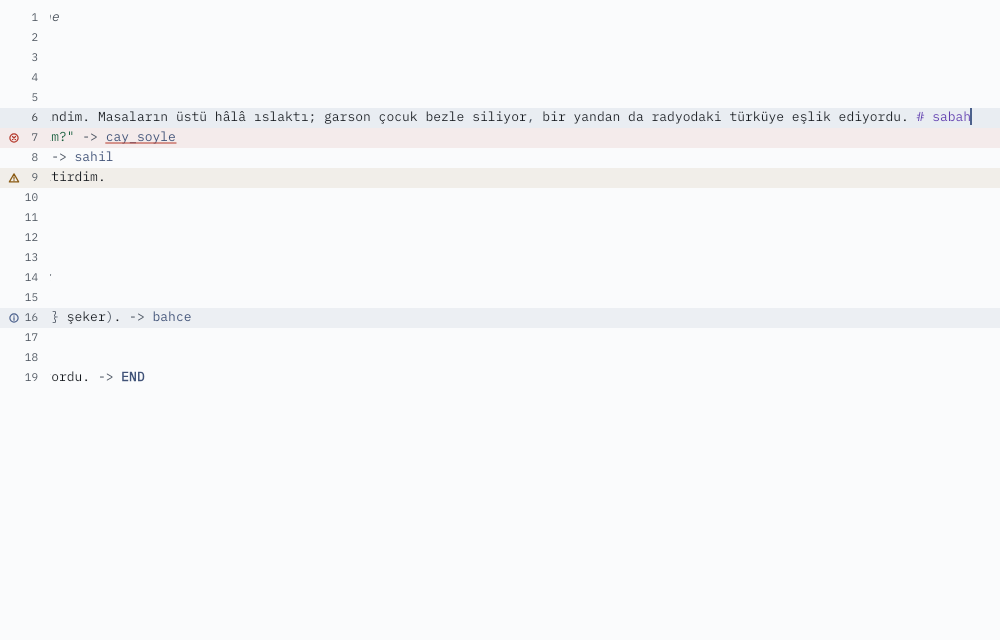 1 e
2
3
4
5
6 ndim. Masaların üstü hâlâ ıslaktı; garson çocuk bezle siliyor, bir yandan da radyodaki türküye eşlik ediyordu. # sabah
7 m?" -> cay_soyle
8 -> sahil
9 tirdim.
10
11
12
13
14
15
16 } şeker). -> bahce
17
18
19 ordu. -> END